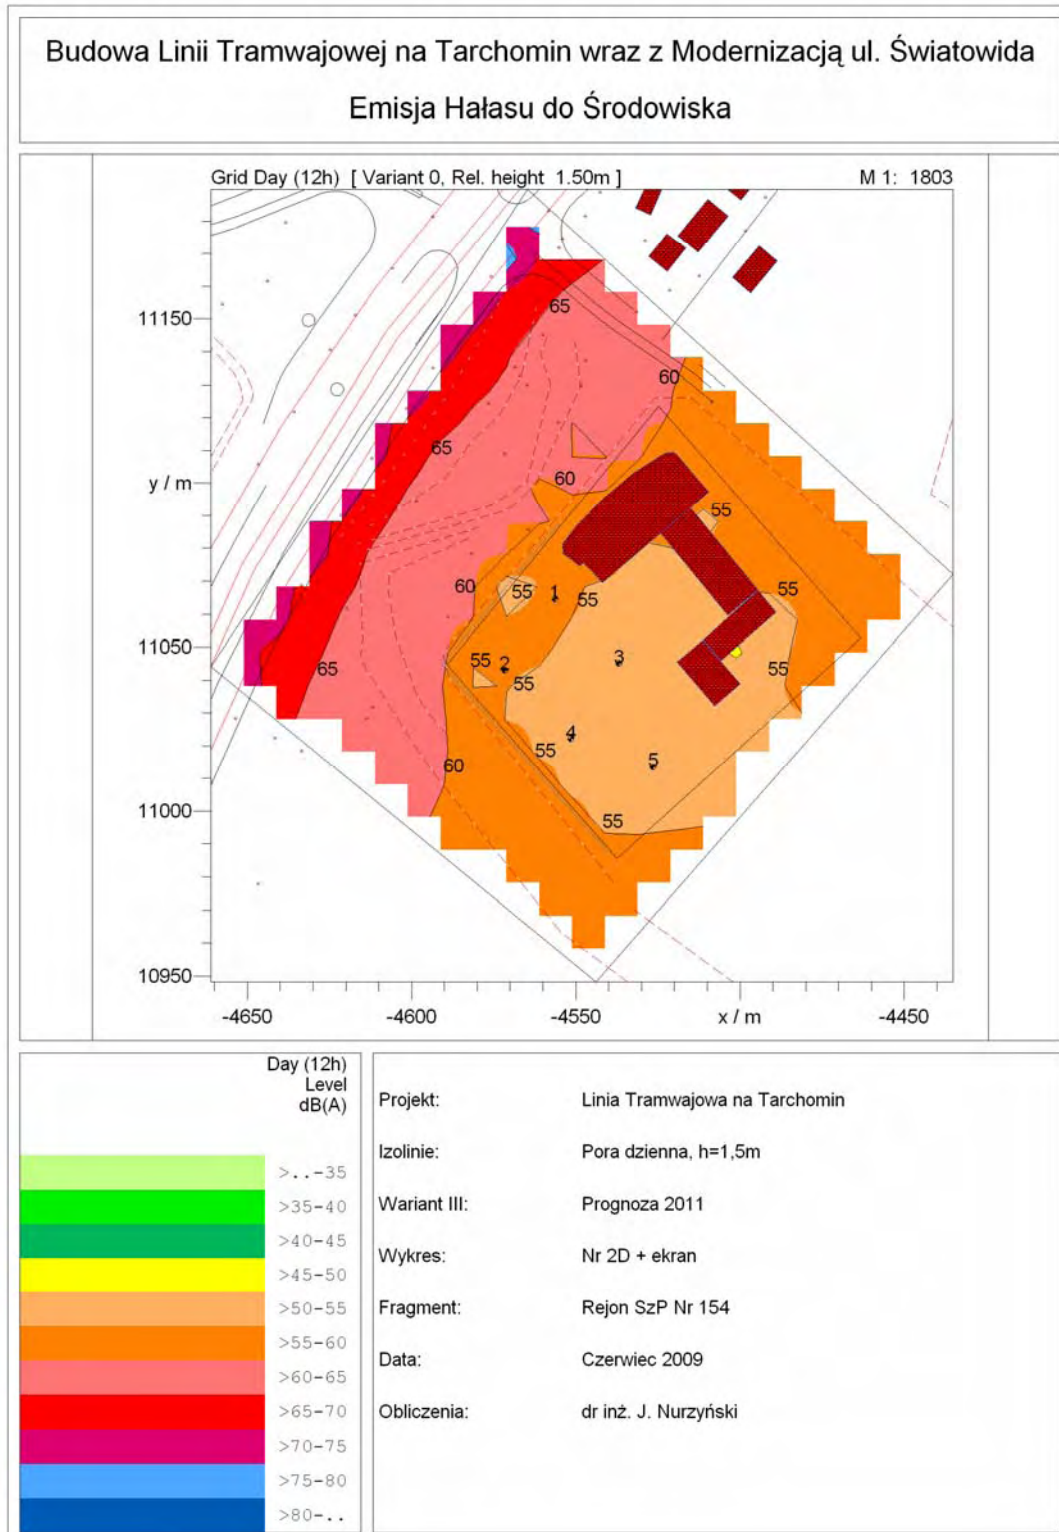 Budowa Linii Tramwajowej na Tarchomin wraz z Modernizacją ul. Światowida
Emisja Hałasu do Środowiska
Grid Day (12h) [ Variant 0, Rel. height 1.50m ] M 1: 1803
65
11150
60
65
y / m
60
55
60
55
1
55
55
11050
55
2
3
65
55
55
4
55
60
5
11000
55
10950
-4650
-4600
-4550
x / m
-4450
Day (12h)
Level
dB(A)
>..-35
>35-40
>40-45
>45-50
>50-55
>55-60
>60-65
>65-70
>70-75
>75-80
>80-..
Projekt: Linia Tramwajowa na Tarchomin
Izolinie: Pora dzienna, h=1,5m
Wariant III: Prognoza 2011
Wykres: Nr 2D + ekran
Fragment: Rejon SzP Nr 154
Data: Czerwiec 2009
Obliczenia: dr inż. J. Nurzyński